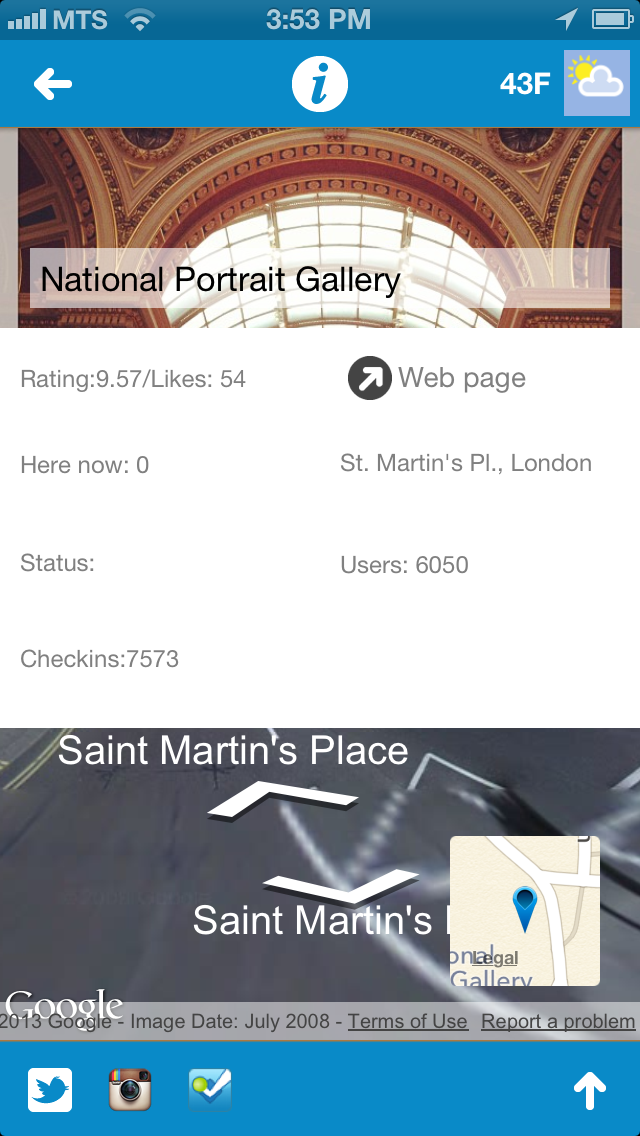 MTS 3:53 PM
i 43F
National Portrait Gallery
Rating:9.57/Likes: 54
Web page
Here now: 0
St. Martin's Pl., London
Status:
Users: 6050
Checkins:7573
Saint Martin's Place
Saint Martin's
onal
Legal
Gallery
Google
2013 Google - Image Date: July 2008 - Terms of Use Report a problem